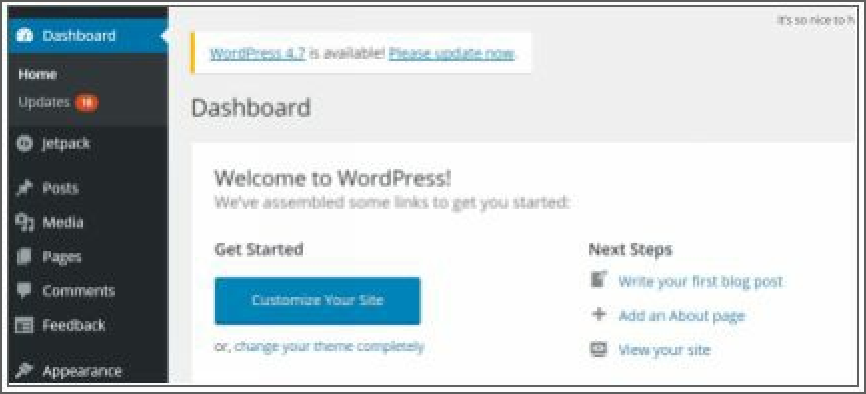 it's so nice to h
Dashboard
Home
Updates
Jetpack
Posts
Media
Pages
Comments
Feedback
Appearance
WordPress 4.7 is available! Please update now.
Dashboard
Welcome to WordPress!
We've assembled some links to get you started:
Get Started
Customize Your Site
or, change your theme completely
Next Steps
Write your first blog post
Add an About page
View your site